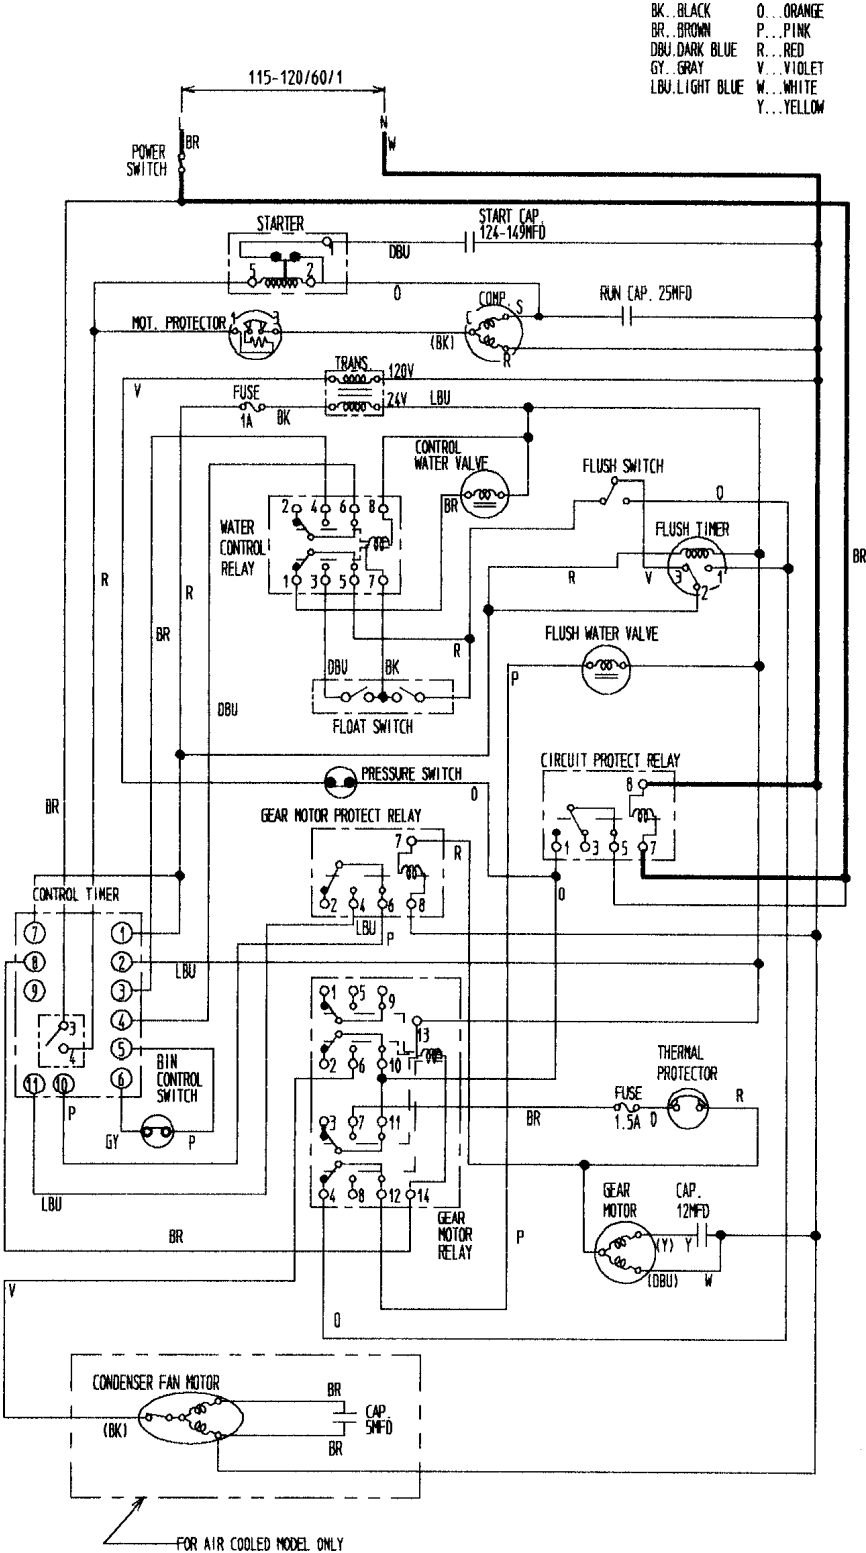 BK..BLACK O...ORANGE
BR..BROWN P...PINK
DBU.DARK BLUE R...RED
GY..GRAY V...VIOLET
LBU.LIGHT BLUE W...WHITE
Y...YELLOW
115-120/60/1
L N
BR W
POWER
SWITCH
STARTER
START CAP.
124-149MFD
1
DBU
5 2
O
RUN CAP. 25MFD
COMP. S
MOT. PROTECTOR 1 3
C
(BK)
R
TRANS.
120V
V
FUSE
1A
BK
24V
LBU
CONTROL
WATER VALVE
FLUSH SWITCH
BR
O
2 4 6 8
WATER
CONTROL
RELAY
FLUSH TIMER
BR
1 3 5 7
R
R
R
V
3 1
2
BR
FLUSH WATER VALVE
R
DBU
BK
P
DBU
FLOAT SWITCH
CIRCUIT PROTECT RELAY
PRESSURE SWITCH
O
8
BR
GEAR MOTOR PROTECT RELAY
7
R
1 3 5 7
O
CONTROL TIMER
2 4 6 8
LBU
P
7 1
8 2
LBU
9 3
4
3
4
5
11 10 6
BIN
CONTROL
SWITCH
P
GY
P
LBU
1 5 9
13
2 6 10
3 7 11
4 8 12 14
THERMAL
PROTECTOR
FUSE
1.5A
O
R
BR
GEAR
MOTOR
RELAY
GEAR
MOTOR
CAP.
12MFD
(Y) Y
(DBU) W
BR
P
V
O
CONDENSER FAN MOTOR
BR
CAP.
5MFD
(BK)
BR
FOR AIR COOLED MODEL ONLY